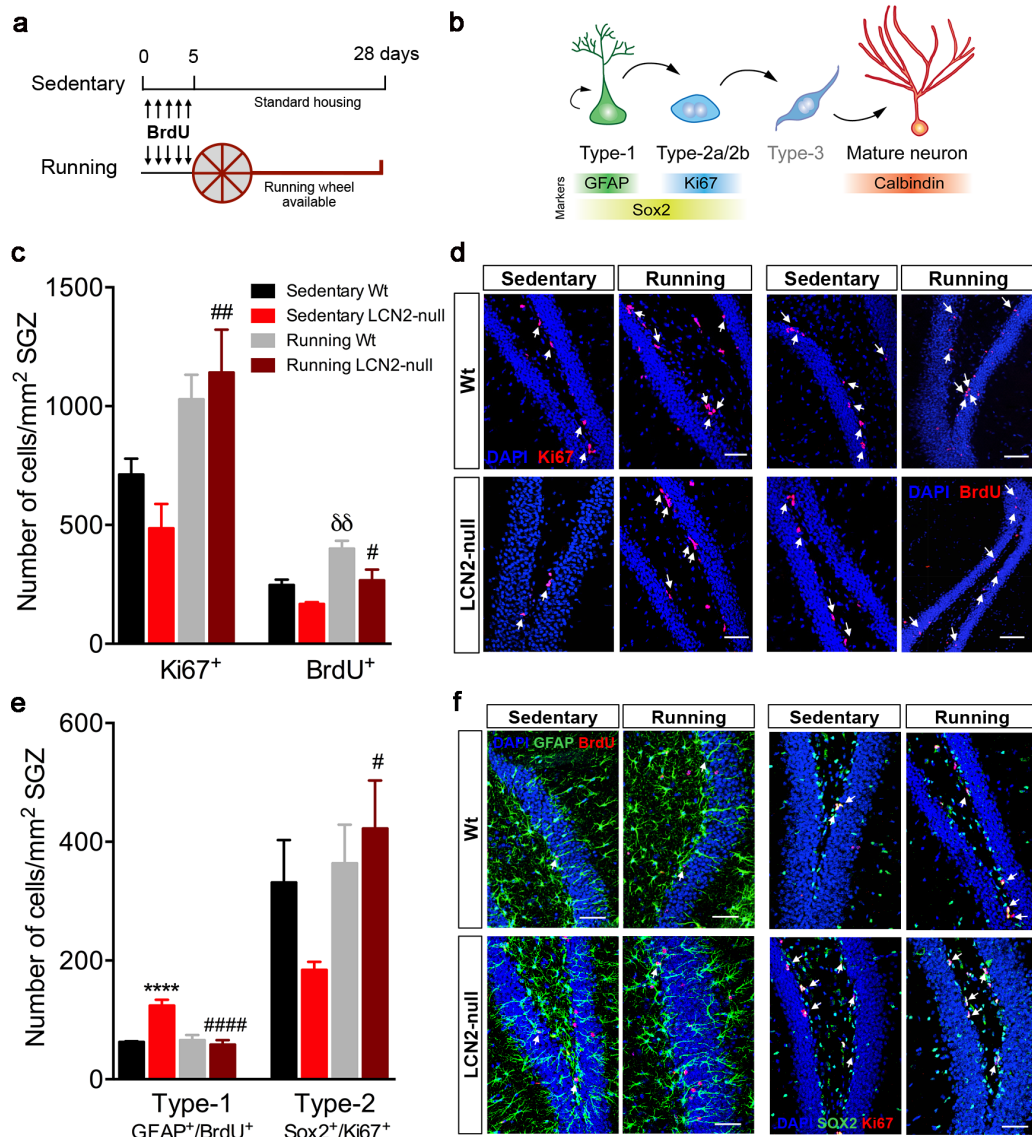 a
0 5 28 days
Sedentary
Standard housing
BrdU
Running
Running wheel
available
b
Type-1 Type-2a/2b Type-3 Mature neuron
Markers
GFAP Ki67 Calbindin
Sox2
c
Number of cells/mm² SGZ
1500
1000
500
0
Sedentary Wt
Sedentary LCN2-null
Running Wt
Running LCN2-null
##
δδ
#
Ki67⁺ BrdU⁺
d
Sedentary Running Sedentary Running
Wt
DAPI Ki67
LCN2-null
DAPI BrdU
e
Number of cells/mm² SGZ
600
400
200
0
****
####
#
Type-1 Type-2
GFAP⁺/BrdU⁺ Sox2⁺/Ki67⁺
f
Sedentary Running Sedentary Running
Wt
DAPI GFAP BrdU
LCN2-null
DAPI SOX2 Ki67